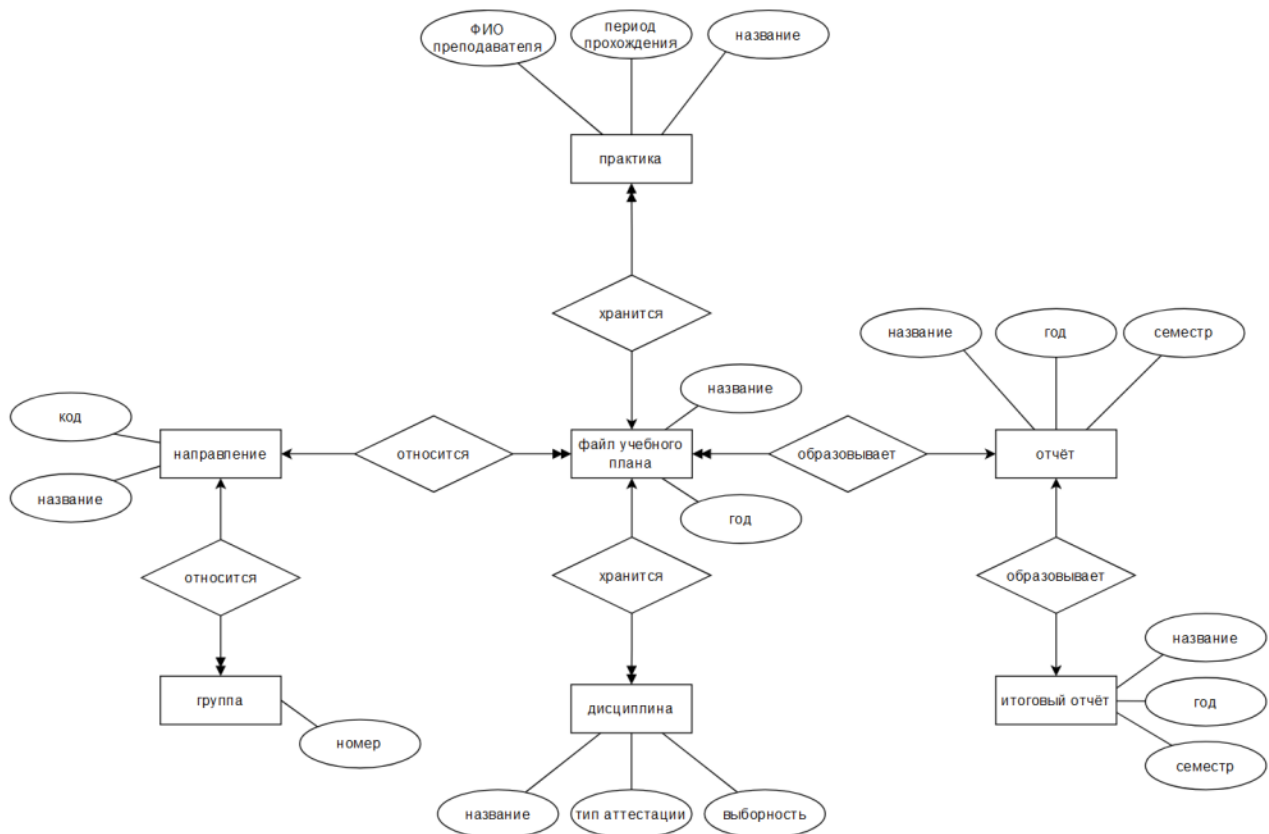 ФИО
преподавателя
период
прохождения
название
практика
хранится
название
год
семестр
название
код
направление
относится
файл учебного
плана
образовывает
отчёт
название
год
относится
хранится
образовывает
название
группа
дисциплина
итоговый отчёт
год
номер
семестр
название
тип аттестации
выборность